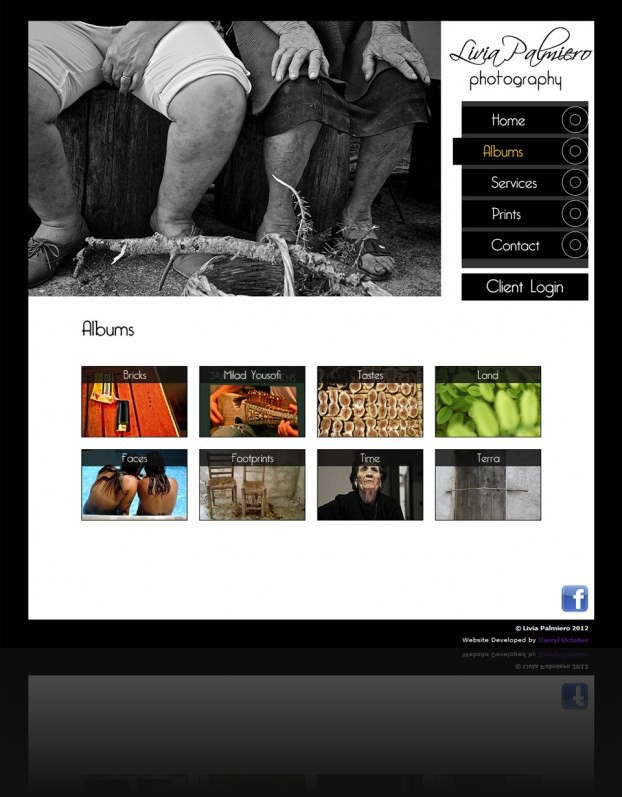 Livia Palmiero
photography
Home
Albums
Services
Prints
Contact
Client Login
Albums
Bricks
Milad Yousofi
Tastes
Land
Faces
Footprints
Time
Terra
f
© Livia Palmiero 2012
Website Developed by Darryl October